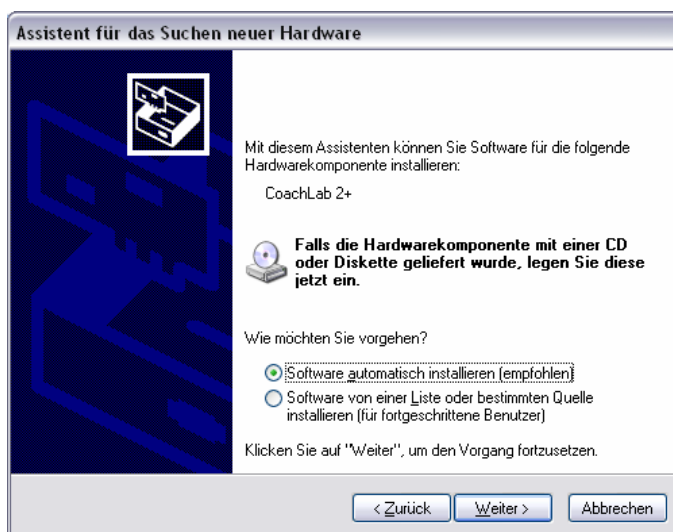 Assistent für das Suchen neuer Hardware
Mit diesem Assistenten können Sie Software für die folgende
Hardwarekomponente installieren:
CoachLab 2+
Falls die Hardwarekomponente mit einer CD
oder Diskette geliefert wurde, legen Sie diese
jetzt ein.
Wie möchten Sie vorgehen?
Software automatisch installieren (empfohlen)
Software von einer Liste oder bestimmten Quelle
installieren (für fortgeschrittene Benutzer)
Klicken Sie auf "Weiter", um den Vorgang fortzusetzen.
< Zurück Weiter > Abbrechen